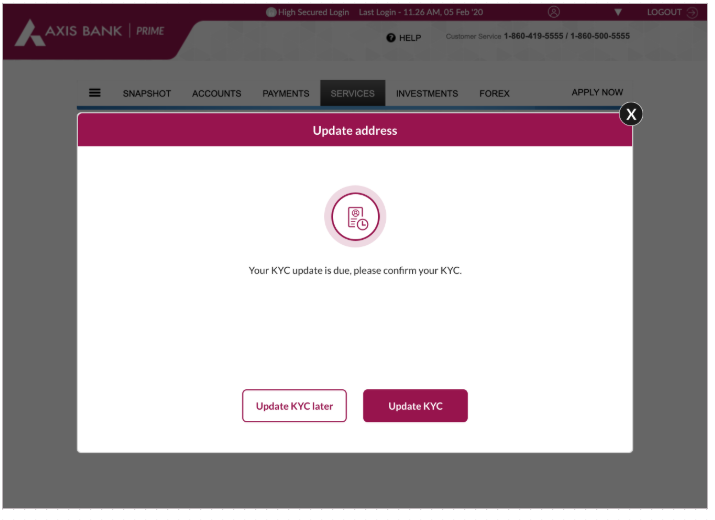 High Secured Login Last Login - 11.26 AM, 05 Feb '20 LOGOUT
AXIS BANK | PRIME
HELP Customer Service 1-860-419-5555 / 1-860-500-5555
SNAPSHOT ACCOUNTS PAYMENTS SERVICES INVESTMENTS FOREX APPLY NOW
X
Update address
Your KYC update is due, please confirm your KYC.
Update KYC later Update KYC